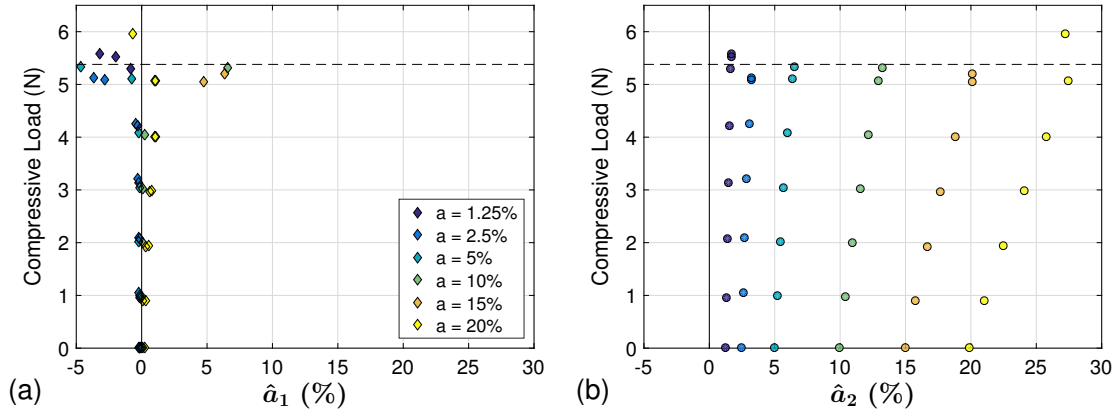 6
5
4
3
2
1
0
Compressive Load (N)
-5 0 5 10 15 20 25 30
(a)
â₁ (%)
a = 1.25%
a = 2.5%
a = 5%
a = 10%
a = 15%
a = 20%
6
5
4
3
2
1
0
Compressive Load (N)
-5 0 5 10 15 20 25 30
(b)
â₂ (%)